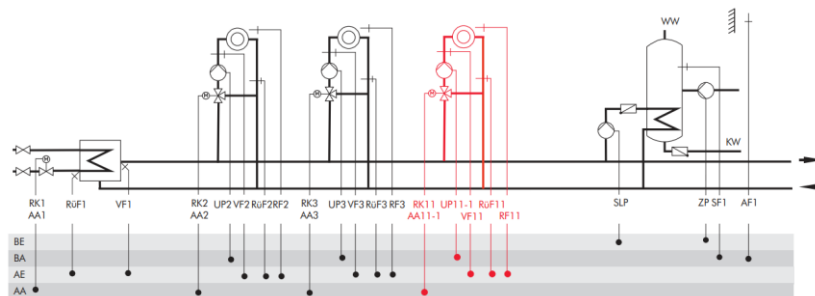 WW
M
M
M
M
KW
RK1 RüF1 VF1 RK2 UP2 VF2 RüF2 RF2 RK3 UP3 VF3 RüF3 RF3 RK11 UP11-1 RüF11 SLP ZP SF1 AF1
AA1 AA2 AA3 AA11-1 VF11 RF11
BE
BA
AE
AA